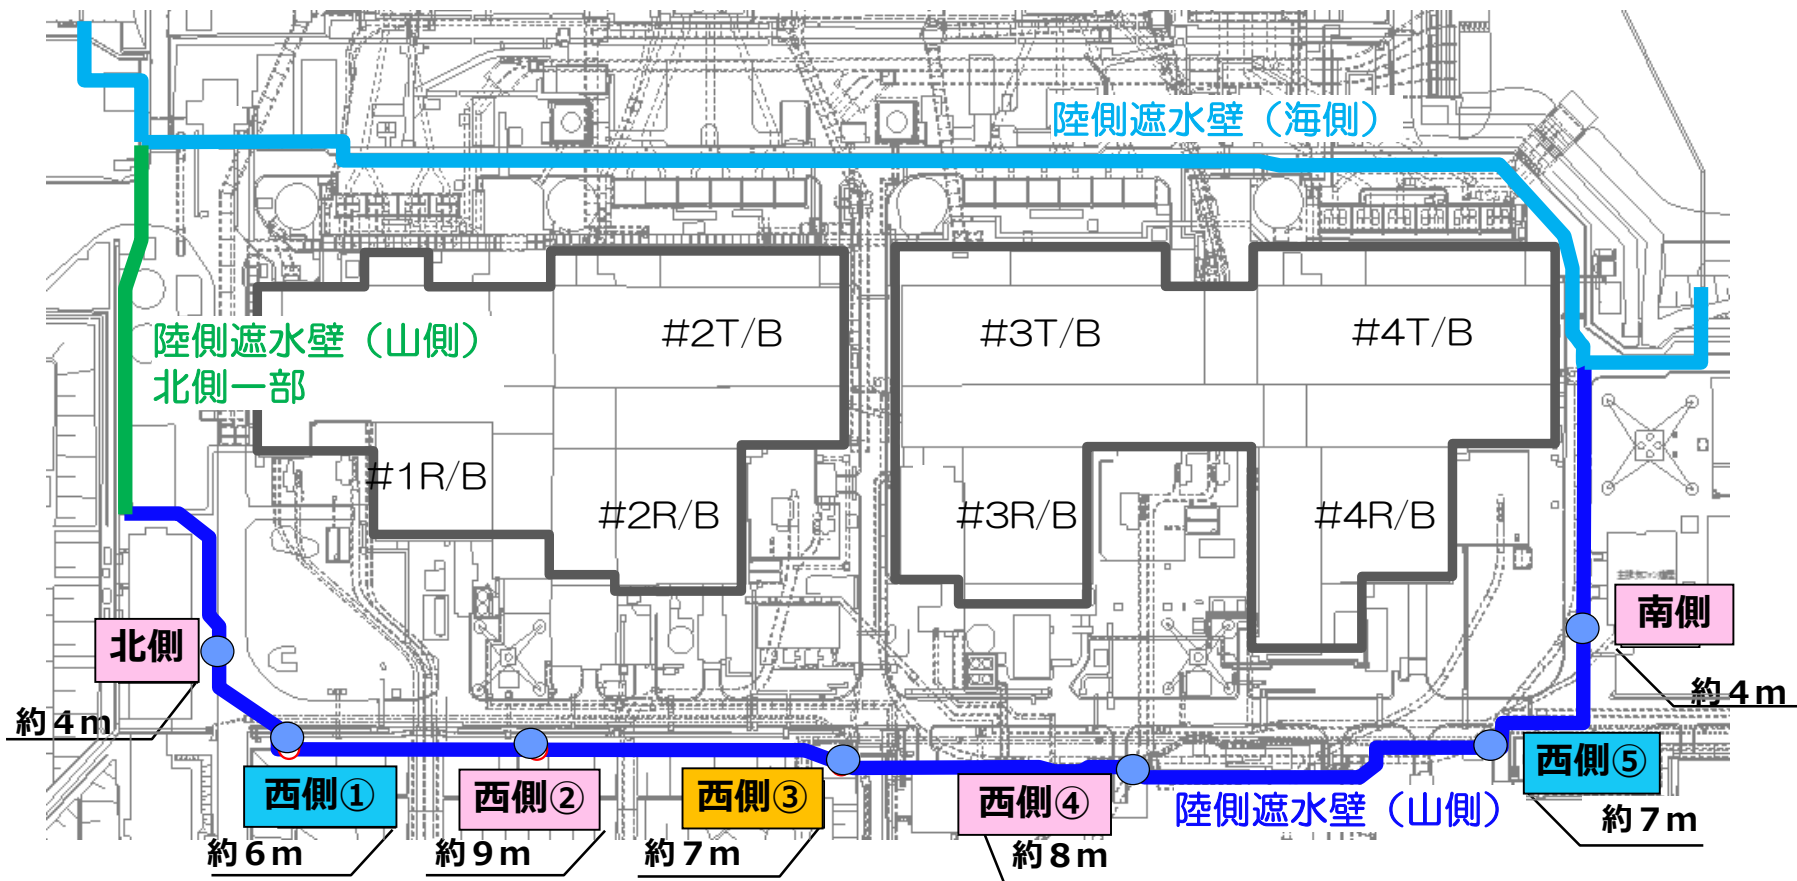 陸側遮水壁（海側）
陸側遮水壁（山側）
北側一部
#2T/B
#3T/B
#4T/B
#1R/B
#2R/B
#3R/B
#4R/B
北側
約４ｍ
南側
約４ｍ
西側①
約６ｍ
西側②
約９ｍ
西側③
約７ｍ
西側④
約８ｍ
陸側遮水壁（山側）
西側⑤
約７ｍ